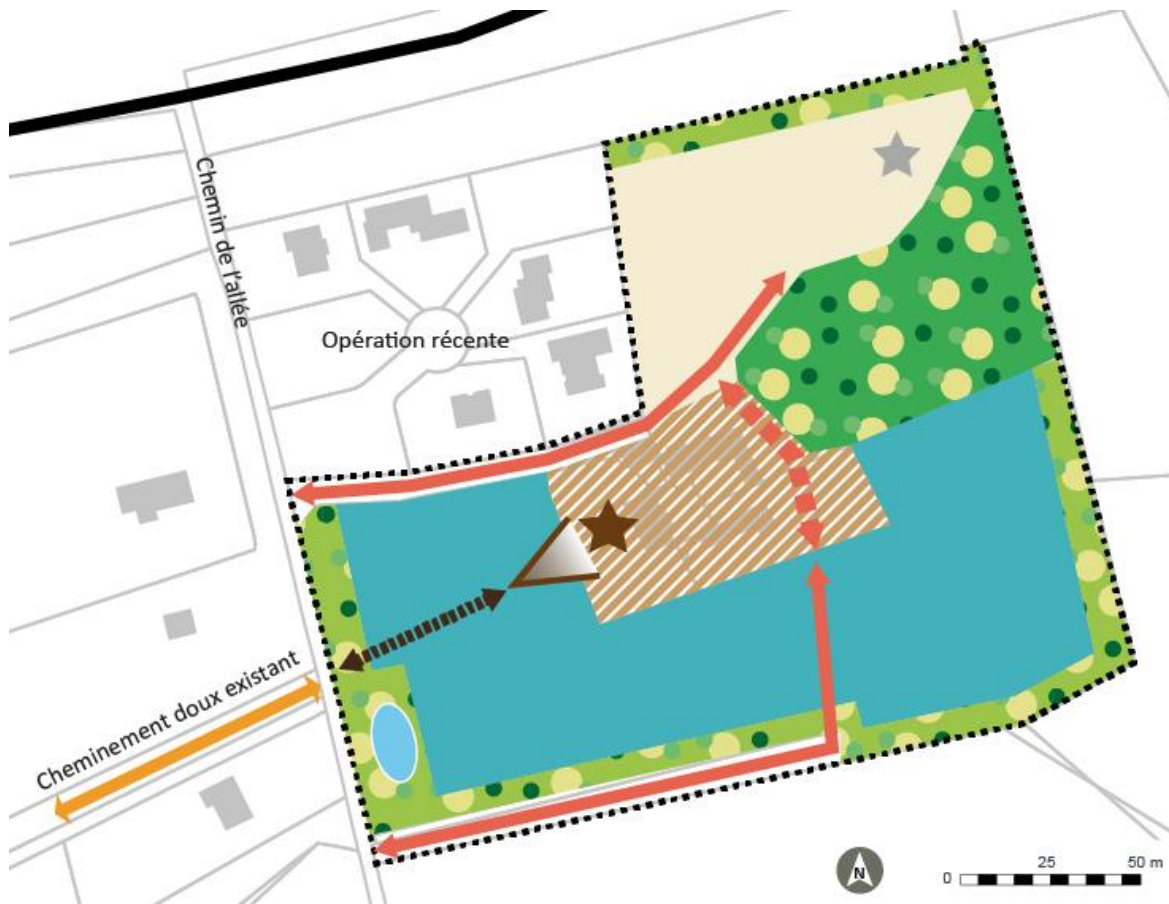 Chemin de l'allée
Opération récente
Cheminement doux existant
N
0 25 50 m